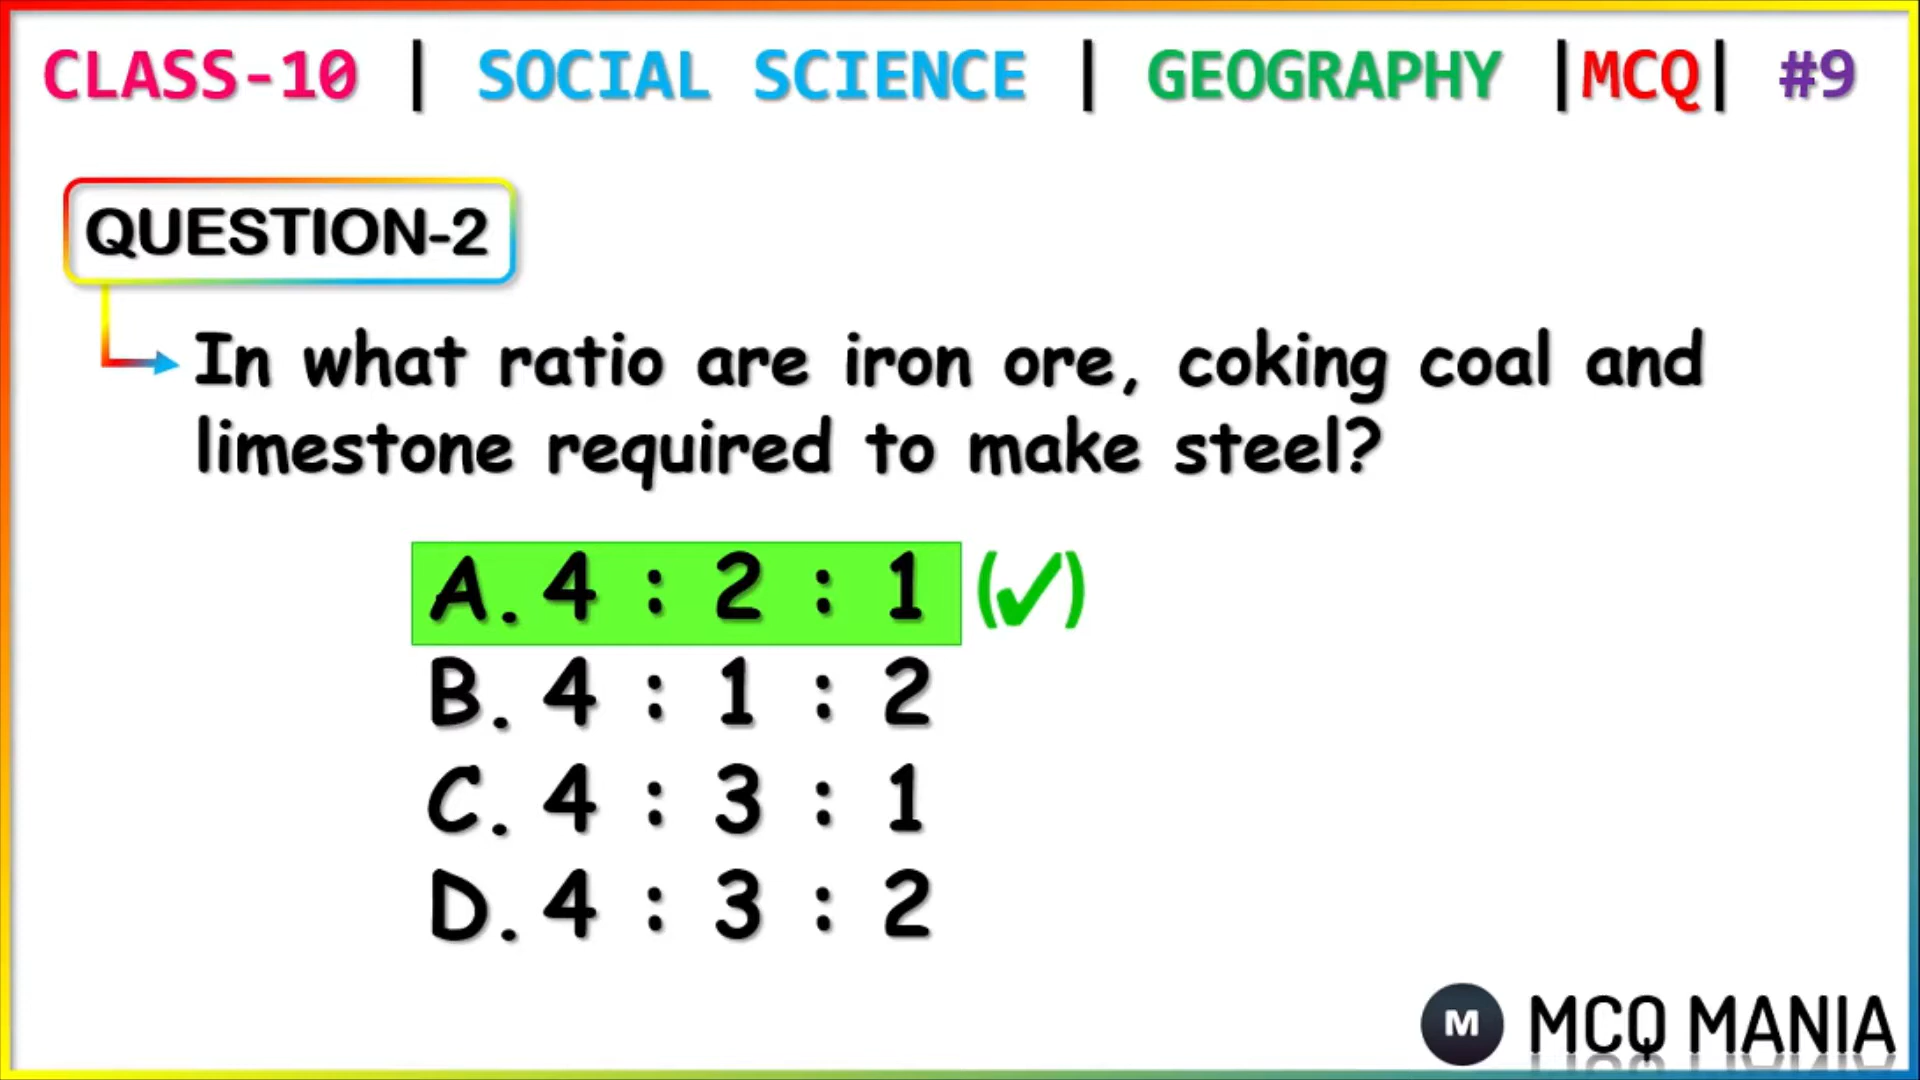 CLASS-10 | SOCIAL SCIENCE | GEOGRAPHY |MCQ| #9
QUESTION-2
In what ratio are iron ore, coking coal and
limestone required to make steel?
A. 4 : 2 : 1 (✓)
B. 4 : 1 : 2
C. 4 : 3 : 1
D. 4 : 3 : 2
M MCQ MANIA